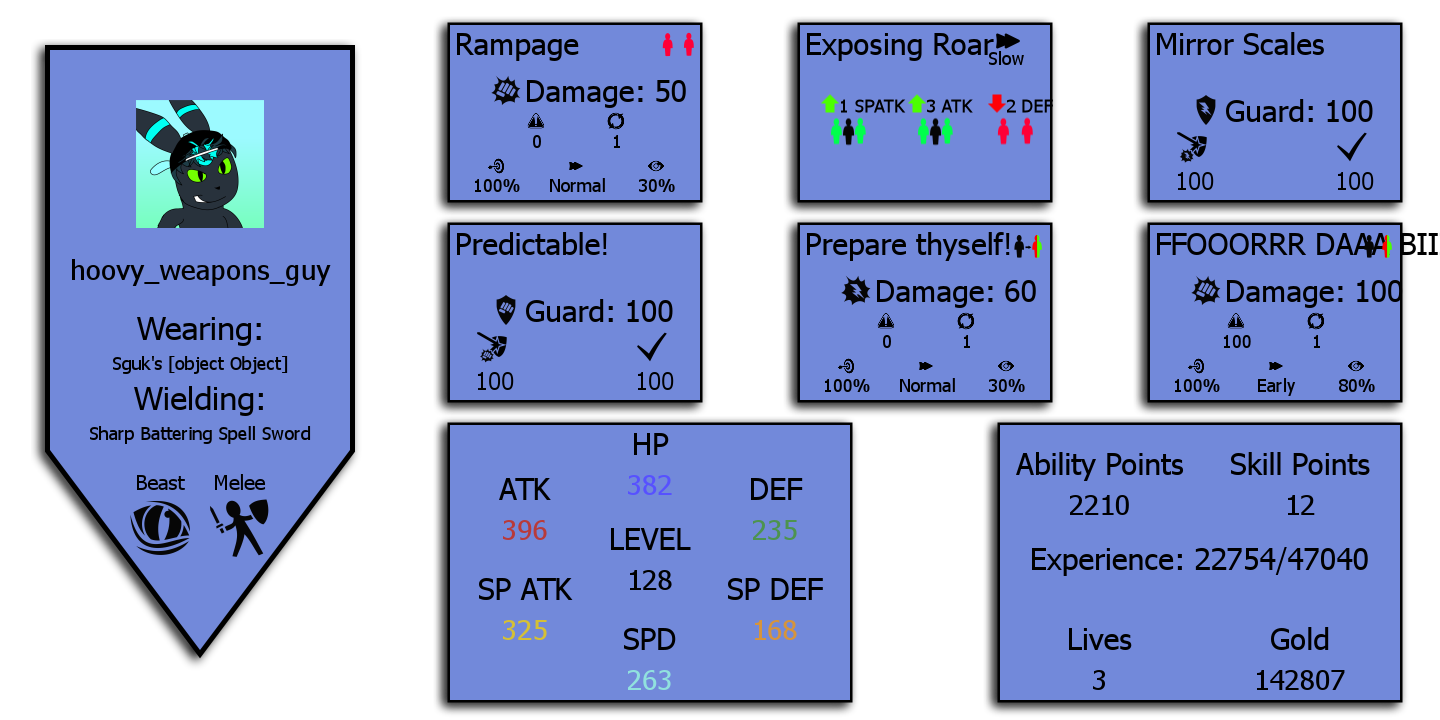 hoovy_weapons_guy
Wearing:
Sguk's [object Object]
Wielding:
Sharp Battering Spell Sword
Beast Melee
Rampage
Damage: 50
0 1
100% Normal 30%
Exposing Roar
Slow
1 SPATK 3 ATK 2 DEF
Mirror Scales
Guard: 100
100 100
Predictable!
Guard: 100
100 100
Prepare thyself!
Damage: 60
0 1
100% Normal 30%
FFOOORRR DAAA BII
Damage: 100
100 1
100% Early 80%
HP
382
ATK DEF
396 235
LEVEL
128
SP ATK SP DEF
325 168
SPD
263
Ability Points Skill Points
2210 12
Experience: 22754/47040
Lives Gold
3 142807